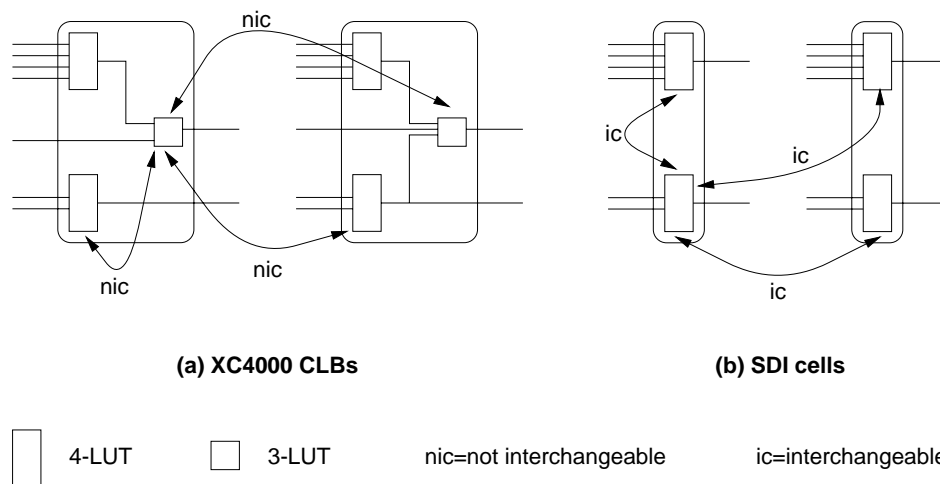 nic
nic
nic
ic
ic
ic
(a) XC4000 CLBs
(b) SDI cells
4-LUT
3-LUT
nic=not interchangeable
ic=interchangeable